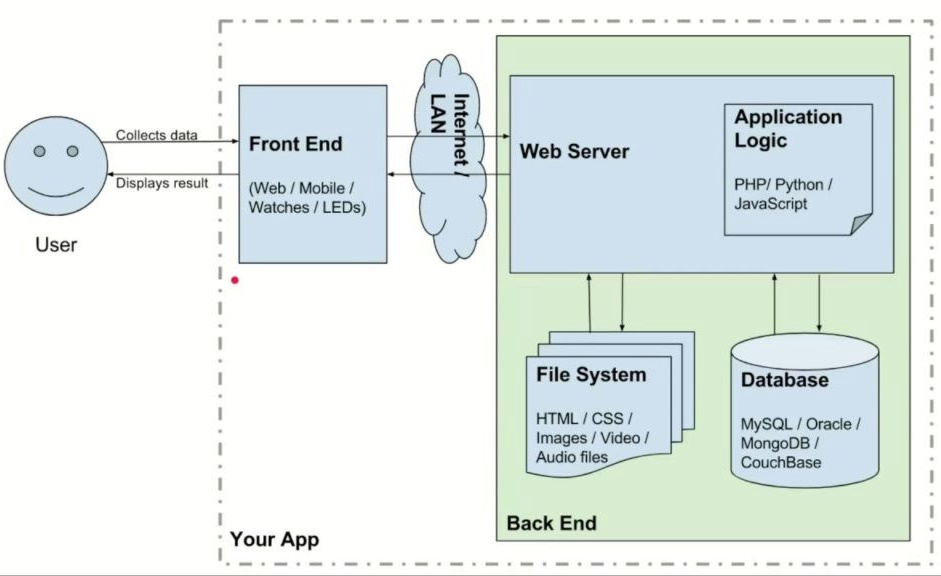 Collects data
Displays result
User
Front End
(Web / Mobile /
Watches / LEDs)
Internet /
LAN
Web Server
Application
Logic
PHP/ Python /
JavaScript
File System
HTML / CSS /
Images / Video /
Audio files
Database
MySQL / Oracle /
MongoDB /
CouchBase
Back End
Your App